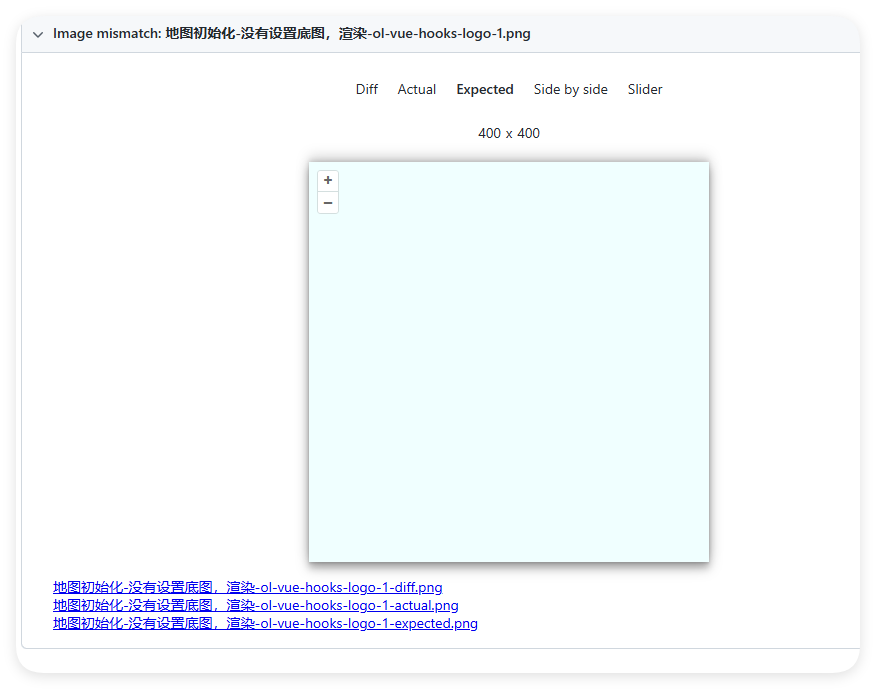 Image mismatch: 地图初始化-没有设置底图，渲染-ol-vue-hooks-logo-1.png
Diff Actual Expected Side by side Slider
400 x 400
+
−
地图初始化-没有设置底图，渲染-ol-vue-hooks-logo-1-diff.png
地图初始化-没有设置底图，渲染-ol-vue-hooks-logo-1-actual.png
地图初始化-没有设置底图，渲染-ol-vue-hooks-logo-1-expected.png